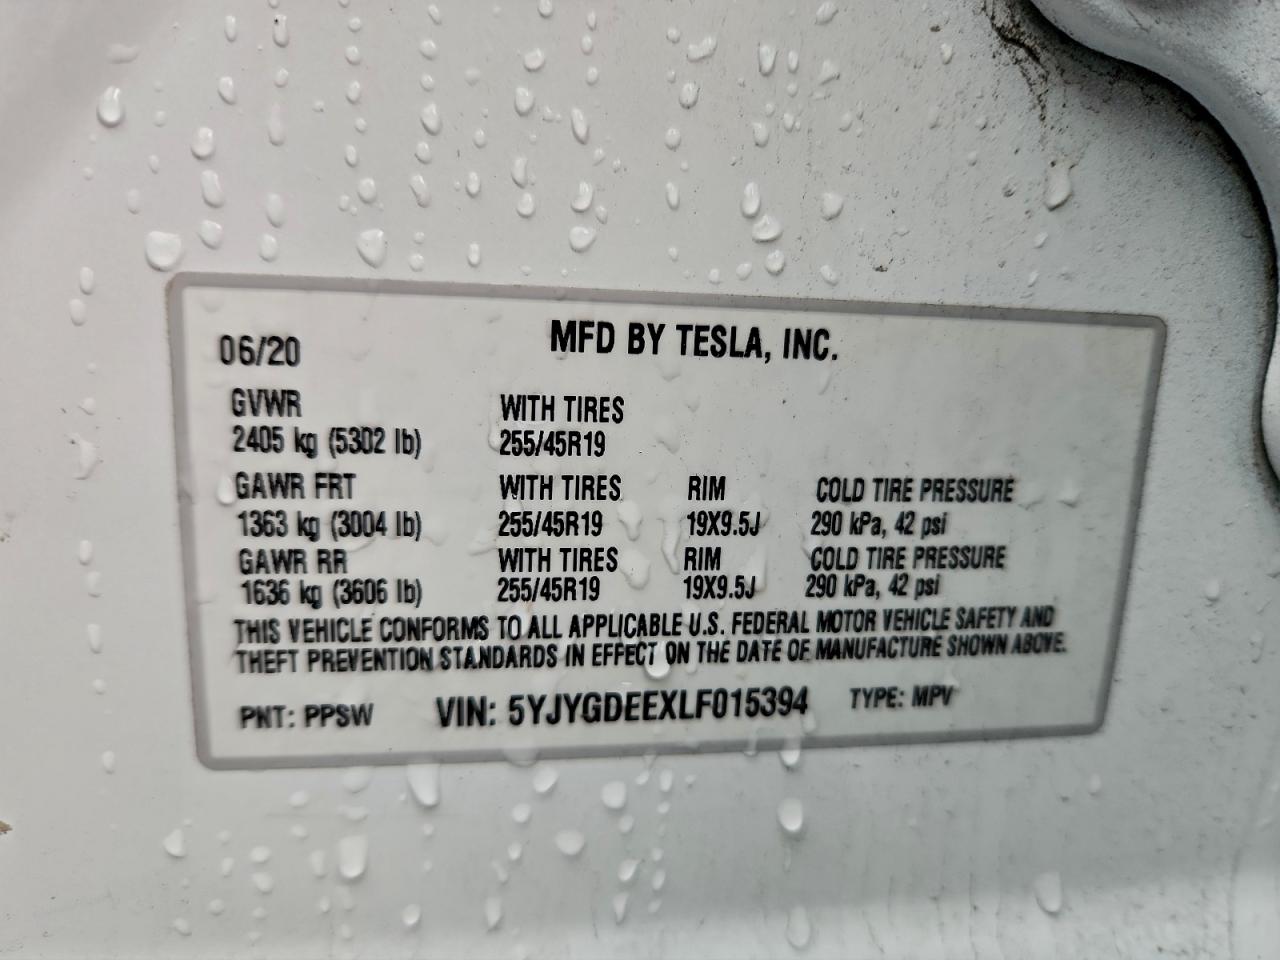 06/20 MFD BY TESLA, INC.
GVWR WITH TIRES
2405 kg (5302 lb) 255/45R19
GAWR FRT WITH TIRES RIM COLD TIRE PRESSURE
1363 kg (3004 lb) 255/45R19 19X9.5J 290 kPa, 42 psi
GAWR RR WITH TIRES RIM COLD TIRE PRESSURE
1636 kg (3606 lb) 255/45R19 19X9.5J 290 kPa, 42 psi
THIS VEHICLE CONFORMS TO ALL APPLICABLE U.S. FEDERAL MOTOR VEHICLE SAFETY AND
THEFT PREVENTION STANDARDS IN EFFECT ON THE DATE OF MANUFACTURE SHOWN ABOVE.
PNT: PPSW VIN: 5YJYGDEEXLF015394 TYPE: MPV